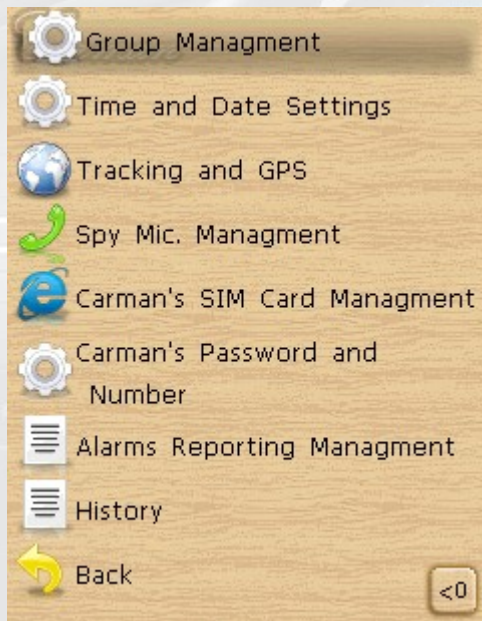 Group Managment
Time and Date Settings
Tracking and GPS
Spy Mic. Managment
Carman's SIM Card Managment
Carman's Password and
Number
Alarms Reporting Managment
History
Back
<0